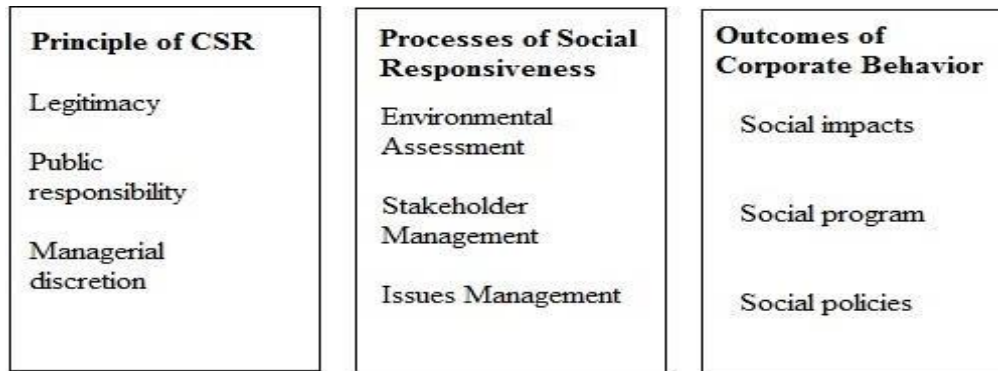 Principle of CSR
Legitimacy
Public
responsibility
Managerial
discretion
Processes of Social
Responsiveness
Environmental
Assessment
Stakeholder
Management
Issues Management
Outcomes of
Corporate Behavior
Social impacts
Social program
Social policies